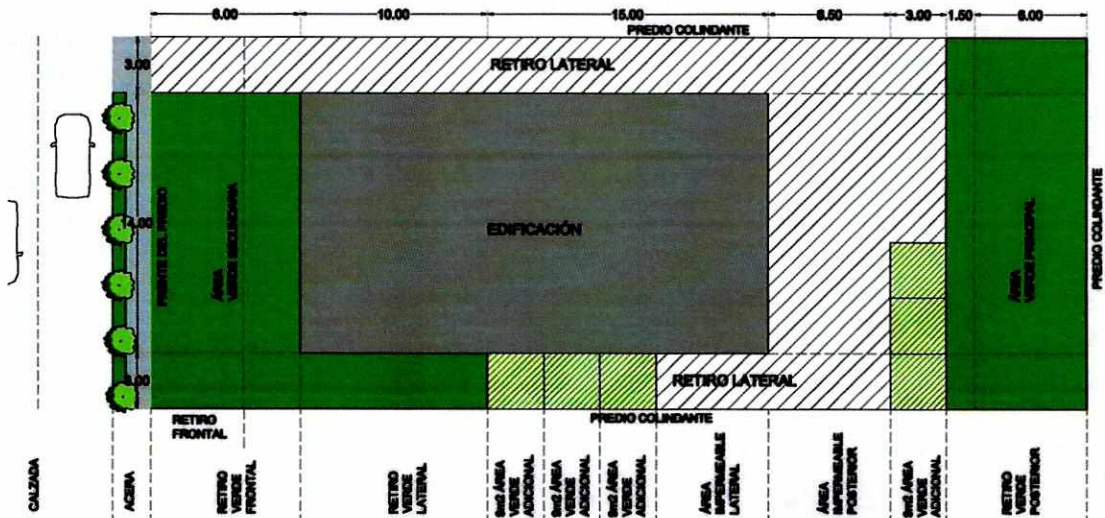 8.00
10.00
15.00
6.50
3.00
1.50
6.00
PREDIO COLINDANTE
3.00
RETIRO LATERAL
14.00
FRENTE DEL PREDIO
ÁREA
VERDE SECUNDARIA
EDIFICACIÓN
ÁREA
VERDE PRINCIPAL
PREDIO COLINDANTE
3.00
RETIRO LATERAL
PREDIO COLINDANTE
RETIRO
FRONTAL
CALZADA
ACERA
RETIRO
VERDE
FRONTAL
RETIRO
VERDE
LATERAL
9m2 ÁREA
VERDE
ADICIONAL
9m2 ÁREA
VERDE
ADICIONAL
9m2 ÁREA
VERDE
ADICIONAL
ÁREA
IMPERMEABLE
LATERAL
ÁREA
IMPERMEABLE
POSTERIOR
9m2 ÁREA
VERDE
ADICIONAL
RETIRO
VERDE
POSTERIOR